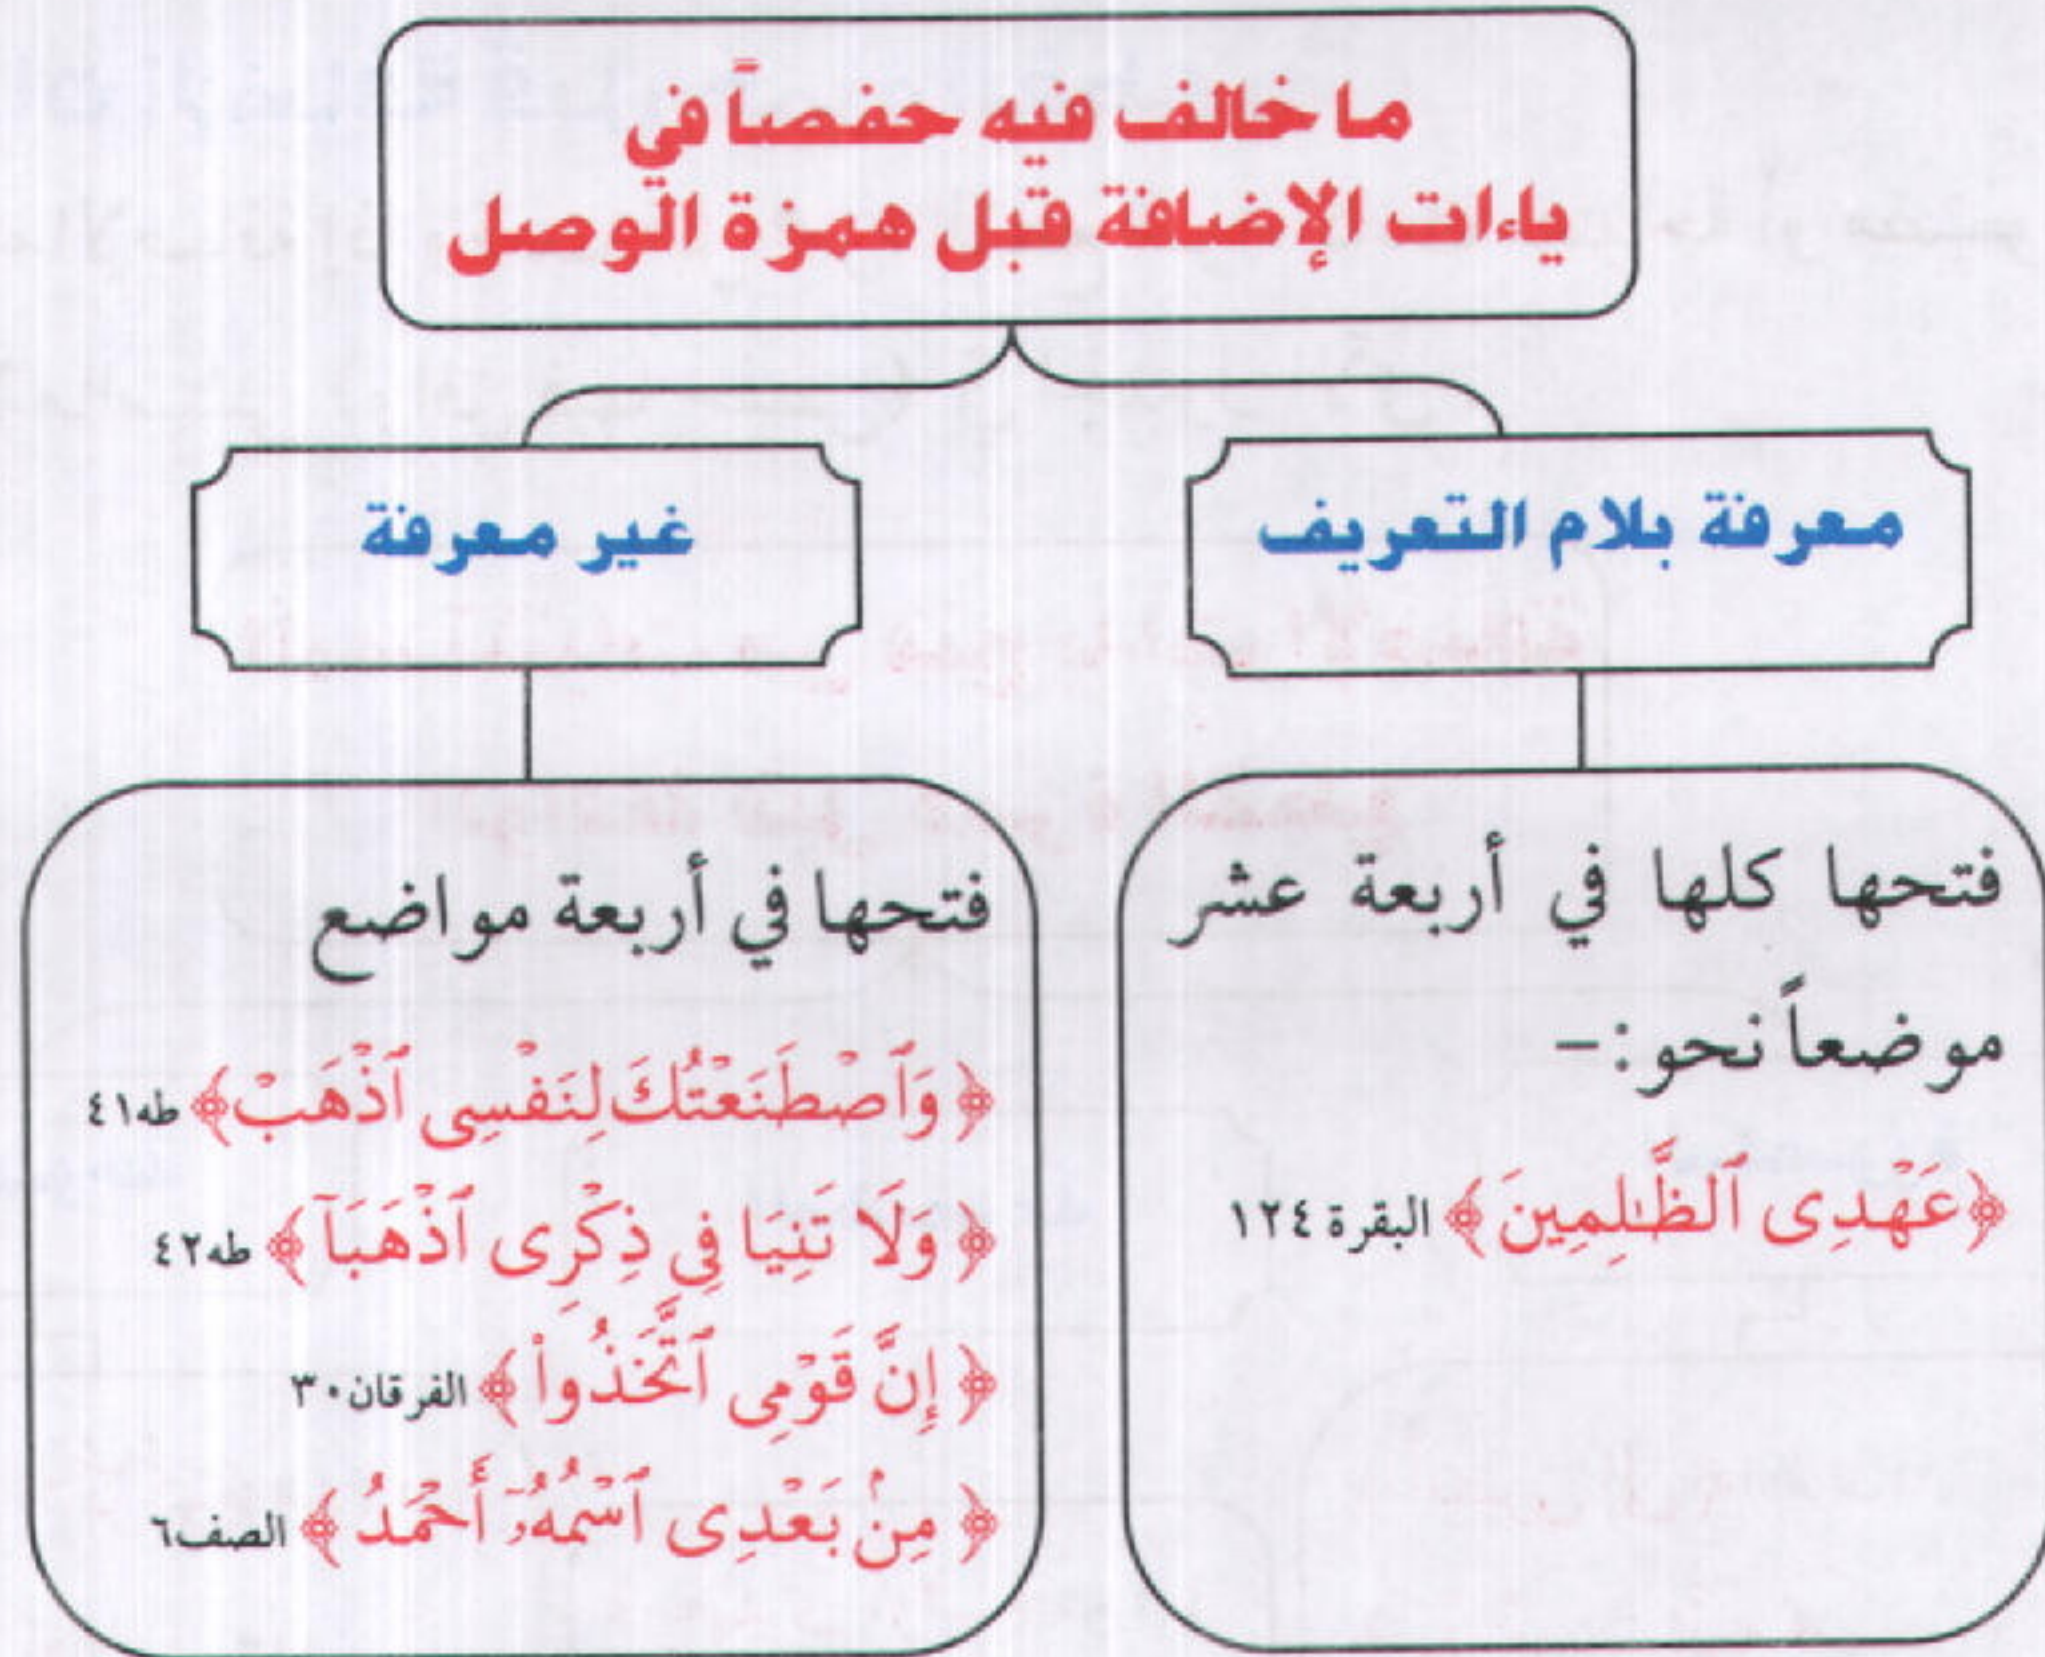 ما خالف فيه حفصاً في
ياءات الإضافة قبل همزة الوصل
معرفة بلام التعريف
غير معرفة
فتحها كلها في أربعة عشر
موضعاً نحو:-
﴿عَهْدِى ٱلظَّـٰلِمِينَ﴾ البقرة ١٢٤
فتحها في أربعة مواضع
﴿وَٱصْطَنَعْتُكَ لِنَفْسِى ٱذْهَبْ﴾ طه٤١
﴿وَلَا تَنِيَا فِى ذِكْرِى ٱذْهَبَآ﴾ طه٤٢
﴿إِنَّ قَوْمِى ٱتَّخَذُوا۟﴾ الفرقان٣٠
﴿مِنۢ بَعْدِى ٱسْمُهُۥٓ أَحْمَدُ﴾ الصف٦